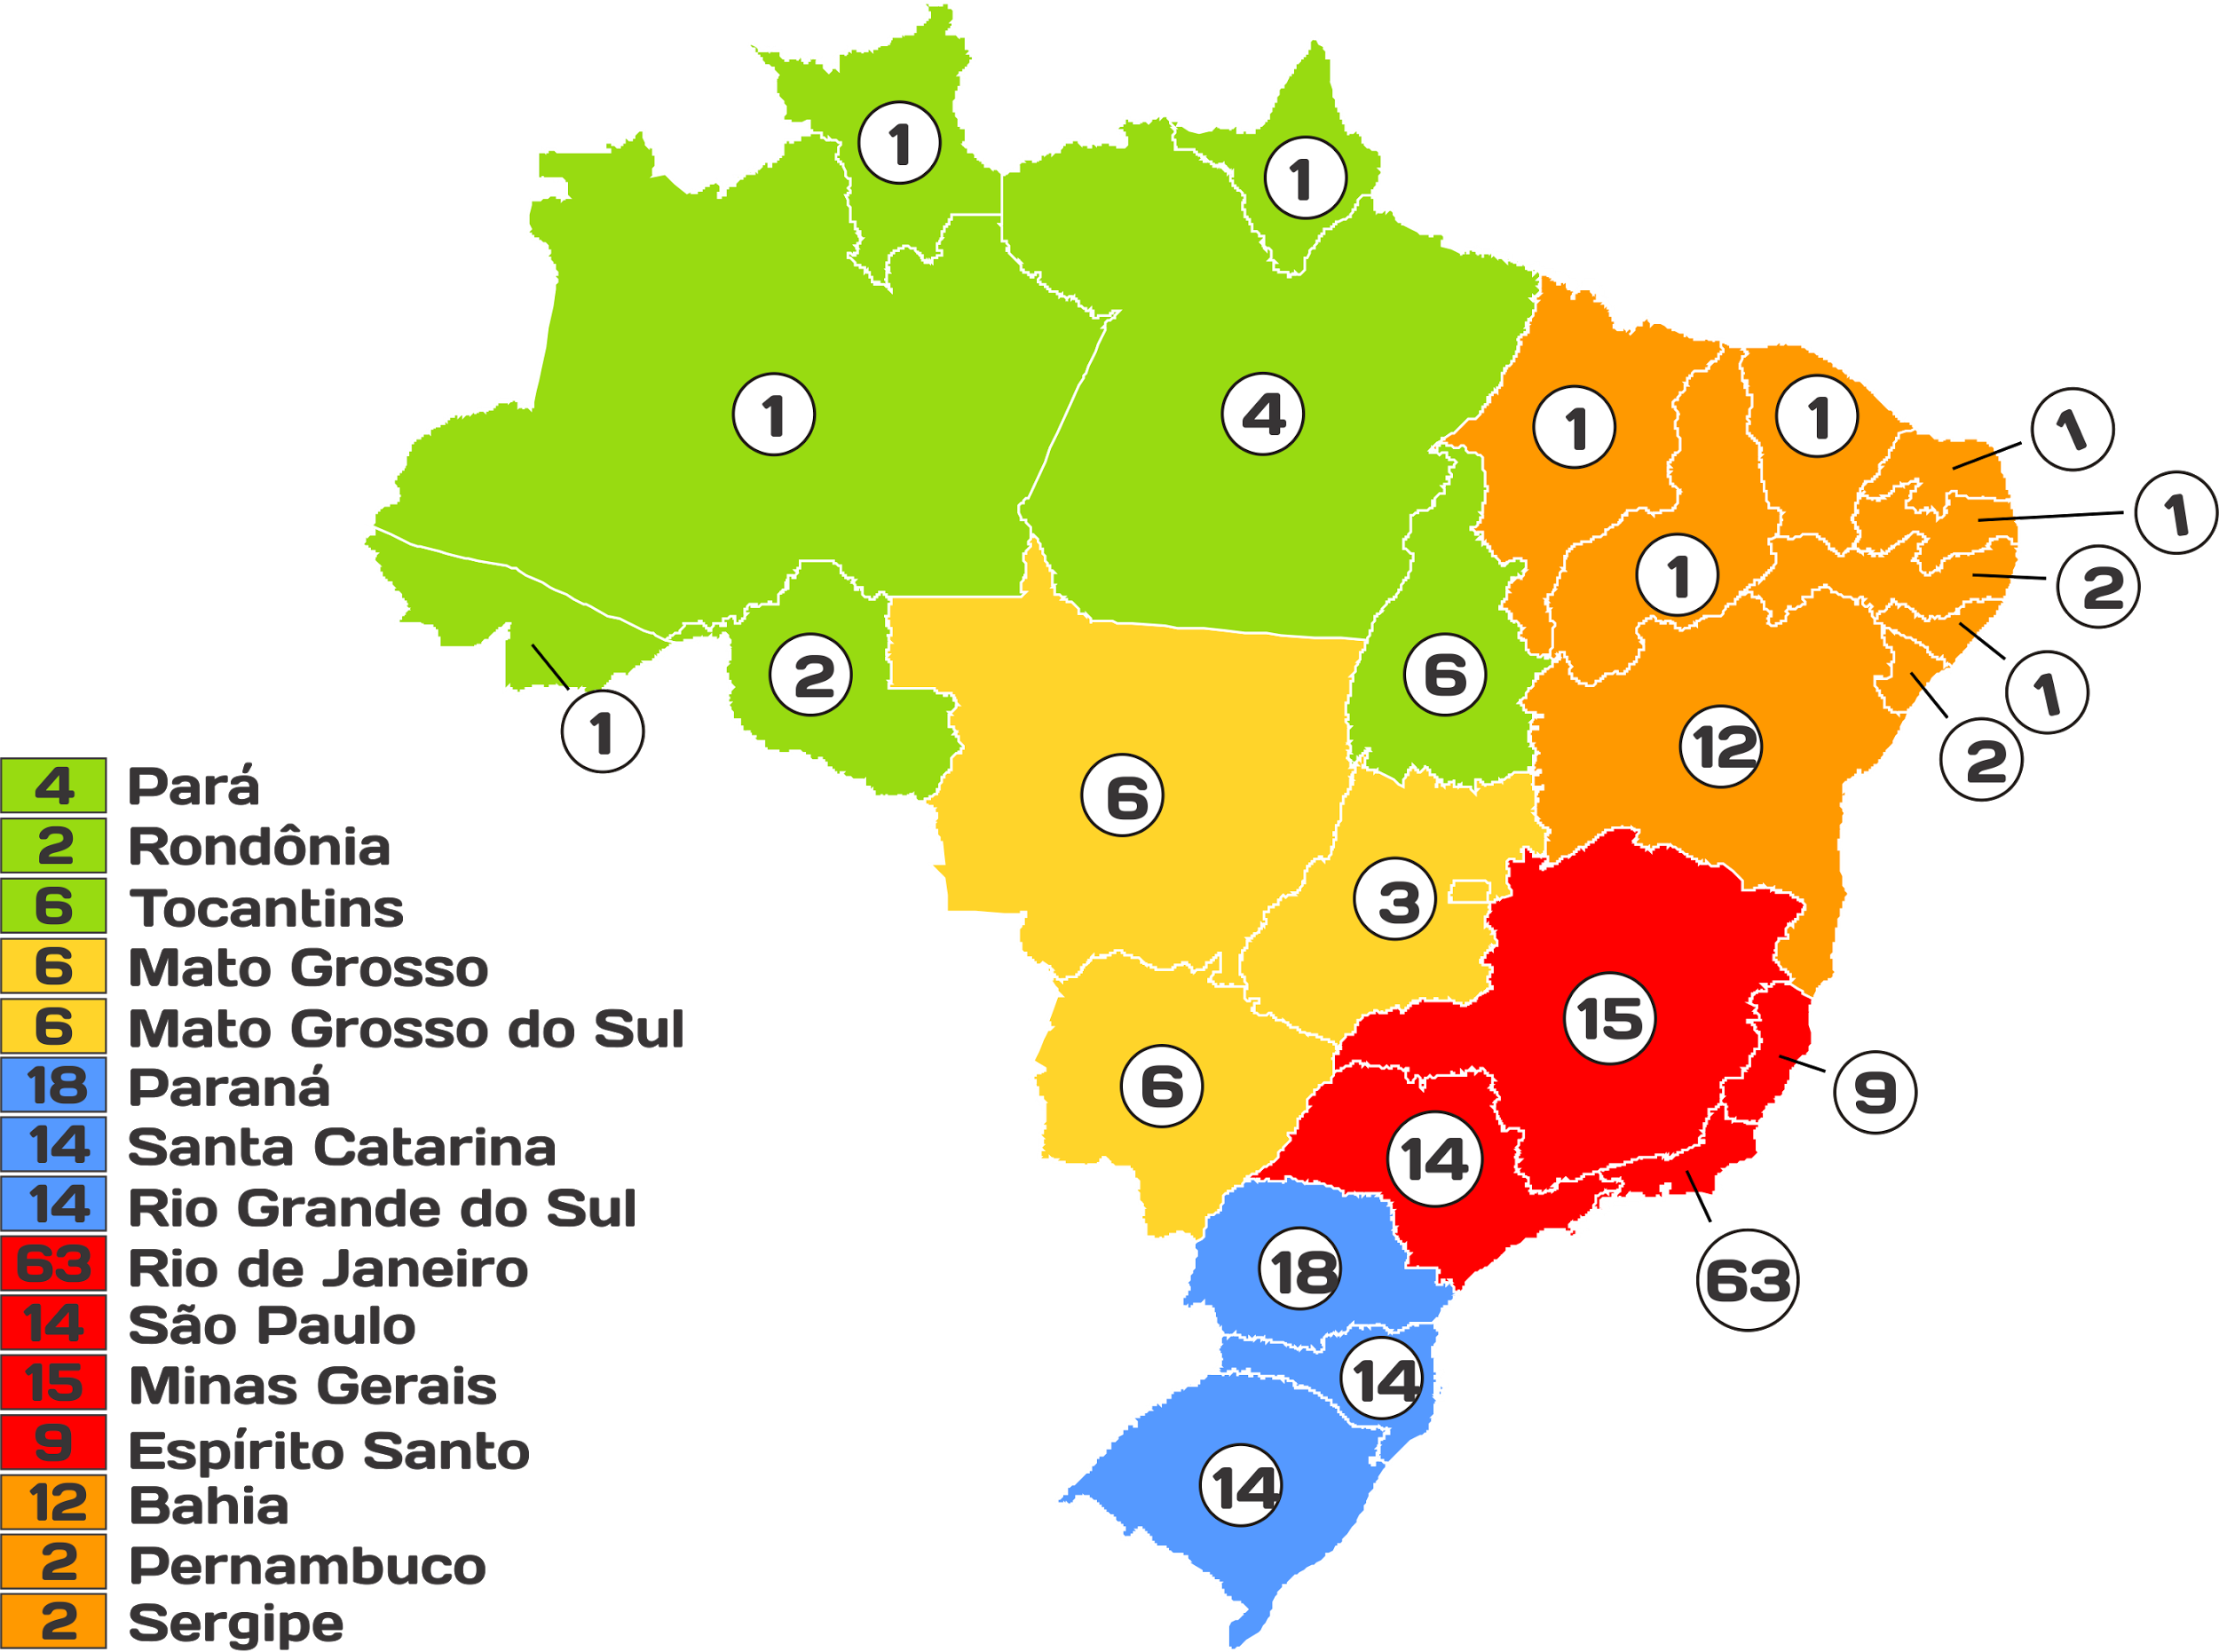 1
1
1
4
1
1
1
1
1
2
1
2
6
1
1
2
12
6
3
15
6
9
14
63
18
14
14
4 Pará
2 Rondônia
6 Tocantins
6 Mato Grosso
6 Mato Grosso do Sul
18 Paraná
14 Santa Catarina
14 Rio Grande do Sul
63 Rio de Janeiro
14 São Paulo
15 Minas Gerais
9 Espírito Santo
12 Bahia
2 Pernambuco
2 Sergipe